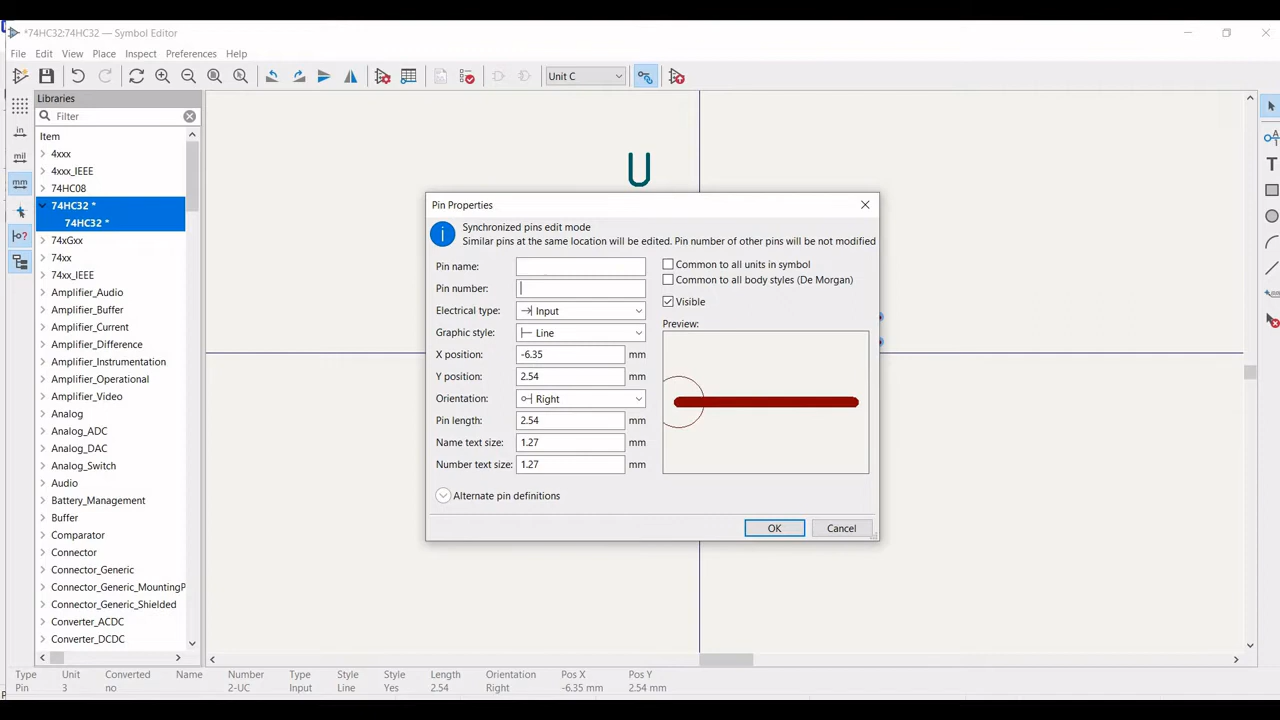 *74HC32:74HC32 — Symbol Editor
File Edit View Place Inspect Preferences Help
Unit C
Libraries
in
mil
mm
Filter
Item
4xxx
4xxx_IEEE
74HC08
74HC32 *
74HC32 *
74xGxx
74xx
74xx_IEEE
Amplifier_Audio
Amplifier_Buffer
Amplifier_Current
Amplifier_Difference
Amplifier_Instrumentation
Amplifier_Operational
Amplifier_Video
Analog
Analog_ADC
Analog_DAC
Analog_Switch
Audio
Battery_Management
Buffer
Comparator
Connector
Connector_Generic
Connector_Generic_MountingP
Connector_Generic_Shielded
Converter_ACDC
Converter_DCDC
U
T
Pin Properties
Synchronized pins edit mode
Similar pins at the same location will be edited. Pin number of other pins will be not modified
Pin name:
Pin number:
Electrical type: Input
Graphic style: Line
X position: -6.35 mm
Y position: 2.54 mm
Orientation: Right
Pin length: 2.54 mm
Name text size: 1.27 mm
Number text size: 1.27 mm
Common to all units in symbol
Common to all body styles (De Morgan)
Visible
Preview:
Alternate pin definitions
OK Cancel
Type Unit Converted Name Number Type Style Style Length Orientation Pos X Pos Y
Pin 3 no 2-UC Input Line Yes 2.54 Right -6.35 mm 2.54 mm